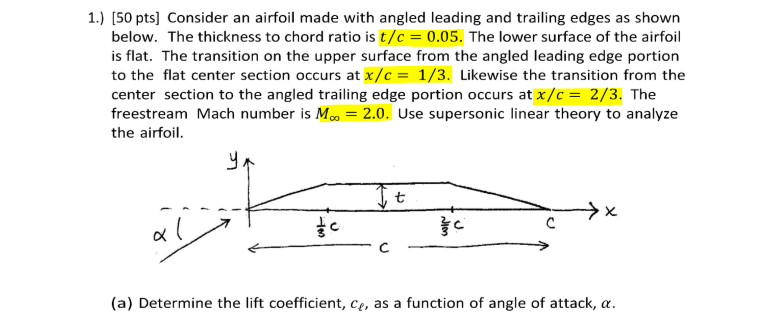 1.) [50 pts] Consider an airfoil made with angled leading and trailing edges as shown
below. The thickness to chord ratio is t/c = 0.05. The lower surface of the airfoil
is flat. The transition on the upper surface from the angled leading edge portion
to the flat center section occurs at x/c = 1/3. Likewise the transition from the
center section to the angled trailing edge portion occurs at x/c = 2/3. The
freestream Mach number is M∞ = 2.0. Use supersonic linear theory to analyze
the airfoil.
y
t
x
α
1/3 c
2/3 c
c
c
(a) Determine the lift coefficient, cℓ, as a function of angle of attack, α.